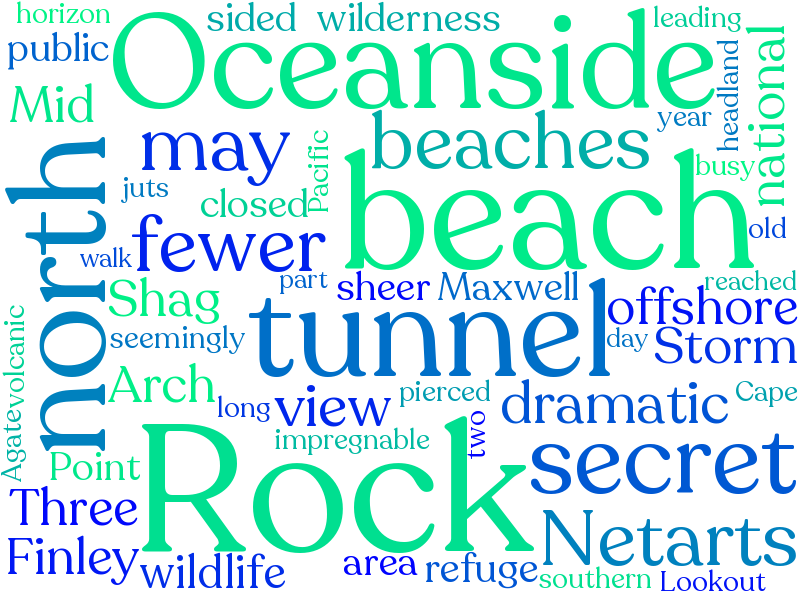 horizon
sided
wilderness
leading
public
Oceanside
Mid
may
beaches
year
headland
national
north
juts
Pacific
closed
beach
busy
old
walk
fewer
part
sheer
Maxwell
reached
Shag
tunnel
offshore
seemingly
day
Storm
volcanic
Arch
long
view
pierced
dramatic
Cape
Agate
impregnable
two
Point
Rock
secret
Three
Netarts
Finley
wildlife
area
refuge
southern
Lookout